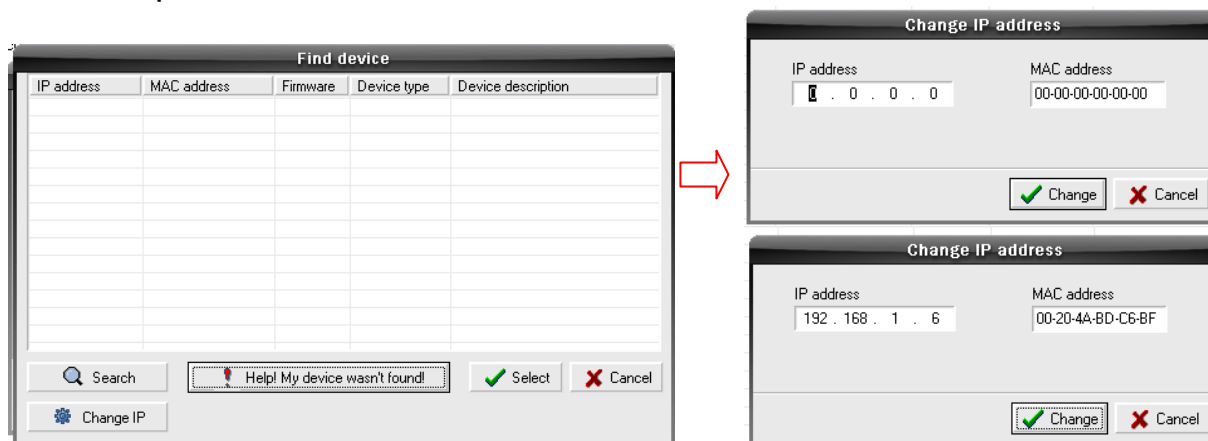 Find device
IP address MAC address Firmware Device type Device description
Search Help! My device wasn't found! Select Cancel
Change IP
Change IP address
IP address MAC address
0 . 0 . 0 . 0 00-00-00-00-00-00
Change Cancel
Change IP address
IP address MAC address
192 . 168 . 1 . 6 00-20-4A-BD-C6-BF
Change Cancel